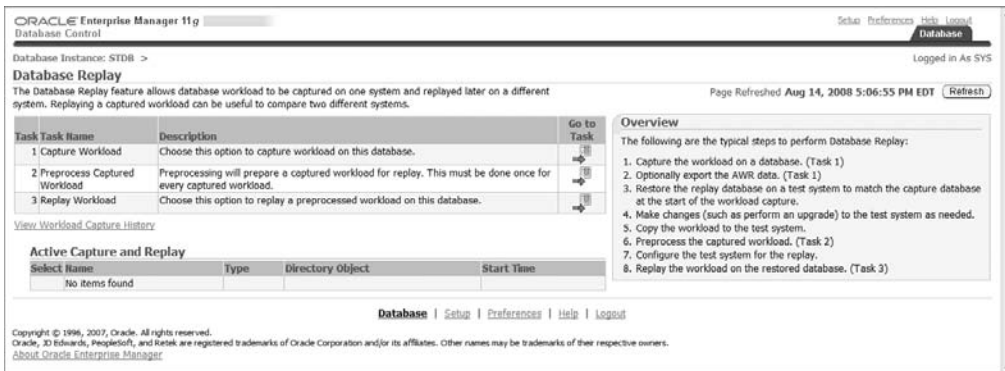 ORACLE Enterprise Manager 11g
Database Control
Setup Preferences Help Logout
Database
Database Instance: STDB >
Logged in As SYS
Database Replay
The Database Replay feature allows database workload to be captured on one system and replayed later on a different
system. Replaying a captured workload can be useful to compare two different systems.
Page Refreshed Aug 14, 2008 5:06:55 PM EDT Refresh
Task Task Name Description Go to Task
1 Capture Workload Choose this option to capture workload on this database.
2 Preprocess Captured Workload Preprocessing will prepare a captured workload for replay. This must be done once for
every captured workload.
3 Replay Workload Choose this option to replay a preprocessed workload on this database.
View Workload Capture History
Active Capture and Replay
Select Name Type Directory Object Start Time
No items found
Overview
The following are the typical steps to perform Database Replay:
1. Capture the workload on a database. (Task 1)
2. Optionally export the AWR data. (Task 1)
3. Restore the replay database on a test system to match the capture database
at the start of the workload capture.
4. Make changes (such as perform an upgrade) to the test system as needed.
5. Copy the workload to the test system.
6. Preprocess the captured workload. (Task 2)
7. Configure the test system for the replay.
8. Replay the workload on the restored database. (Task 3)
Database | Setup | Preferences | Help | Logout
Copyright © 1996, 2007, Oracle. All rights reserved.
Oracle, JD Edwards, PeopleSoft, and Retek are registered trademarks of Oracle Corporation and/or its affiliates. Other names may be trademarks of their respective owners.
About Oracle Enterprise Manager